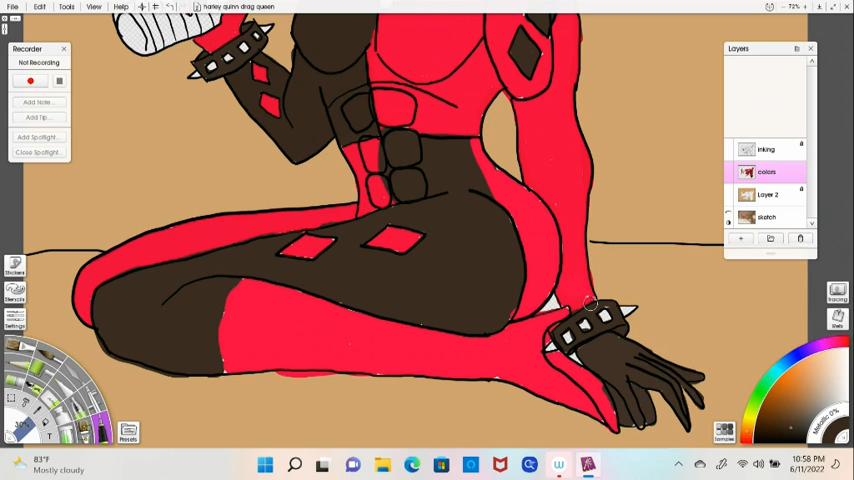 File Edit Tools View Help harley quinn drag queen 72%
Recorder
Not Recording
Add Note...
Add Tip...
Add Spotlight...
Close Spotlight...
Layers
inking
colors
Layer 2
sketch
Stickers
Stencils
Settings
30%
Presets
tracing
Refs
Samples
Metallic 0%
83°F
Mostly cloudy
10:58 PM
6/11/2022